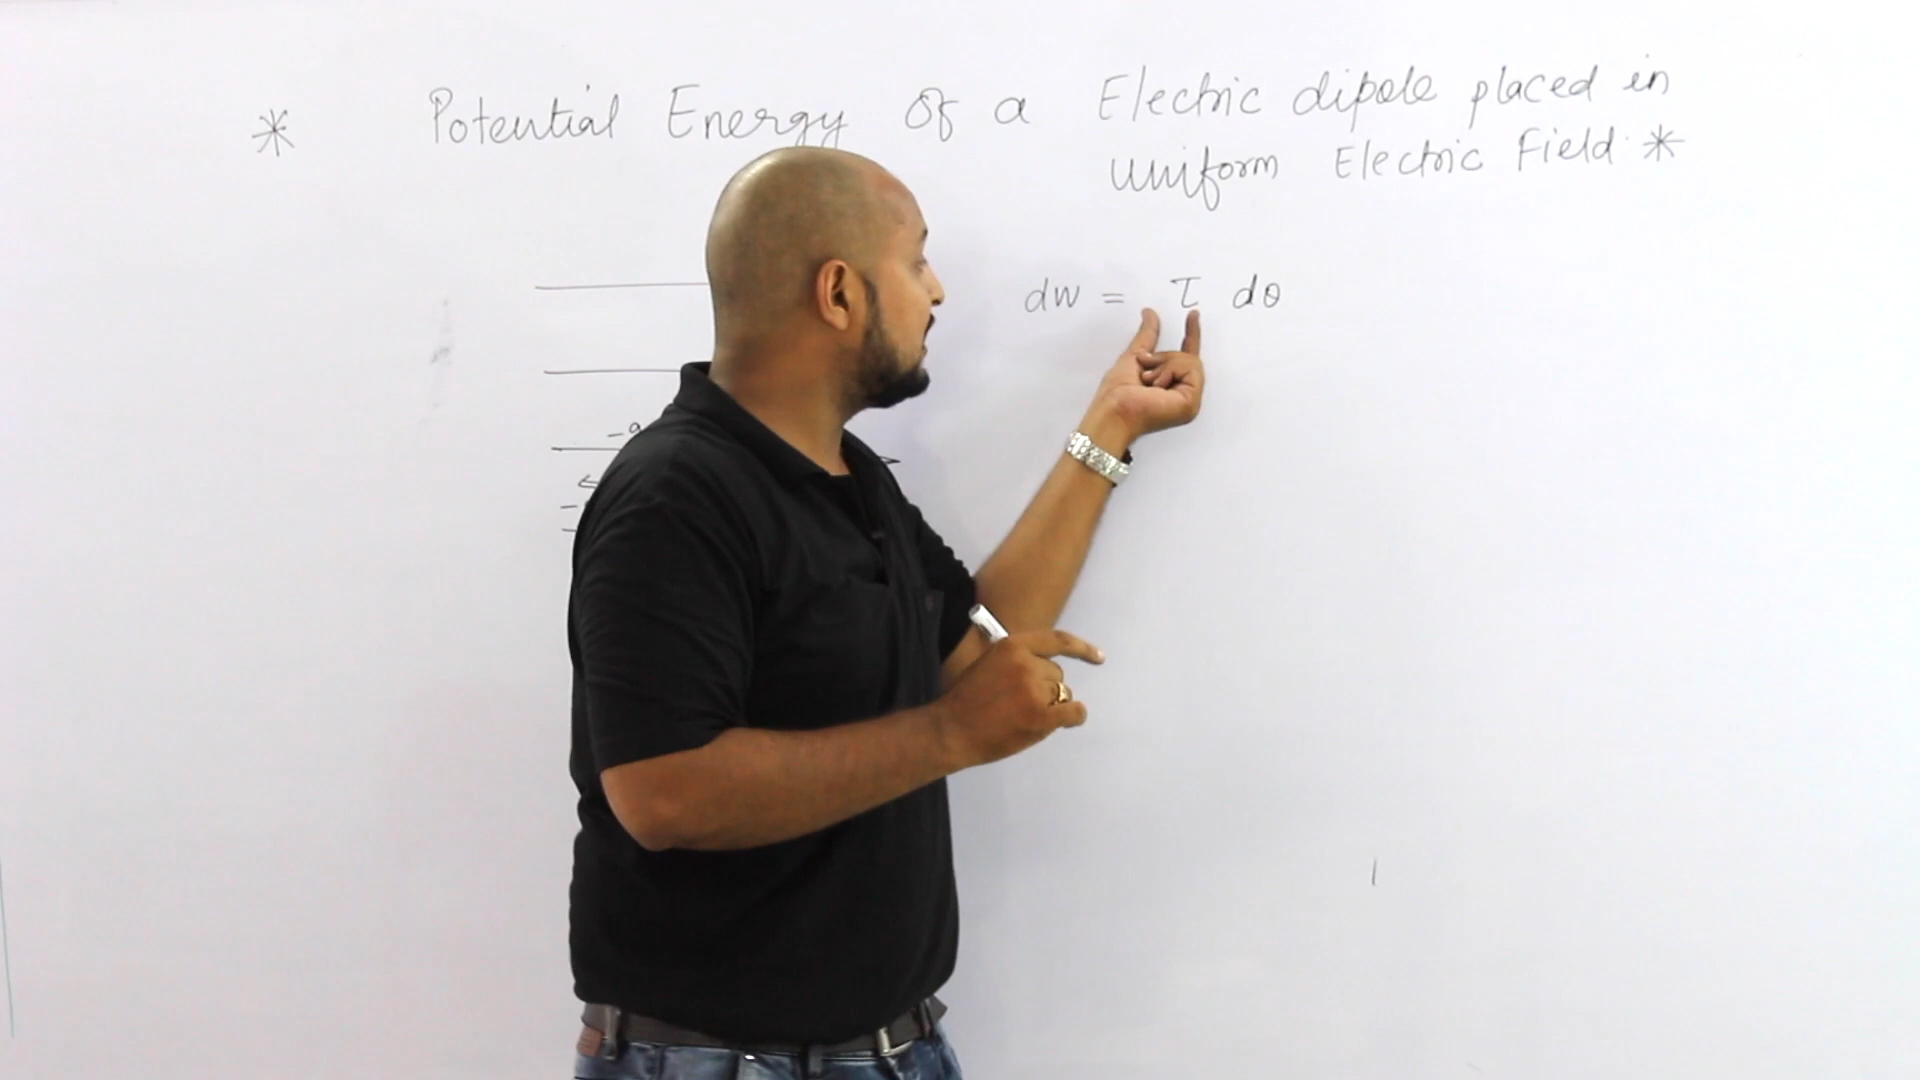 * Potential Energy Of a Electric dipole placed in
uniform Electric Field *
dw = τ dθ